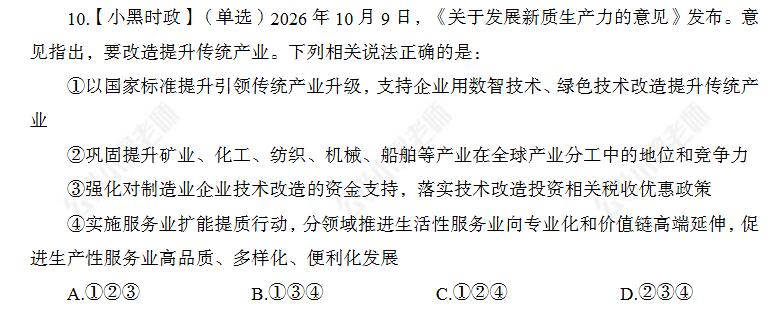 10.【小黑时政】（单选）2026 年 10 月 9 日，《关于发展新质生产力的意见》发布。意
见指出，要改造提升传统产业。下列相关说法正确的是：
①以国家标准提升引领传统产业升级，支持企业用数智技术、绿色技术改造提升传统产
业
②巩固提升矿业、化工、纺织、机械、船舶等产业在全球产业分工中的地位和竞争力
③强化对制造业企业技术改造的资金支持，落实技术改造投资相关税收优惠政策
④实施服务业扩能提质行动，分领域推进生活性服务业向专业化和价值链高端延伸，促
进生产性服务业高品质、多样化、便利化发展
A.①②③ B.①③④ C.①②④ D.②③④